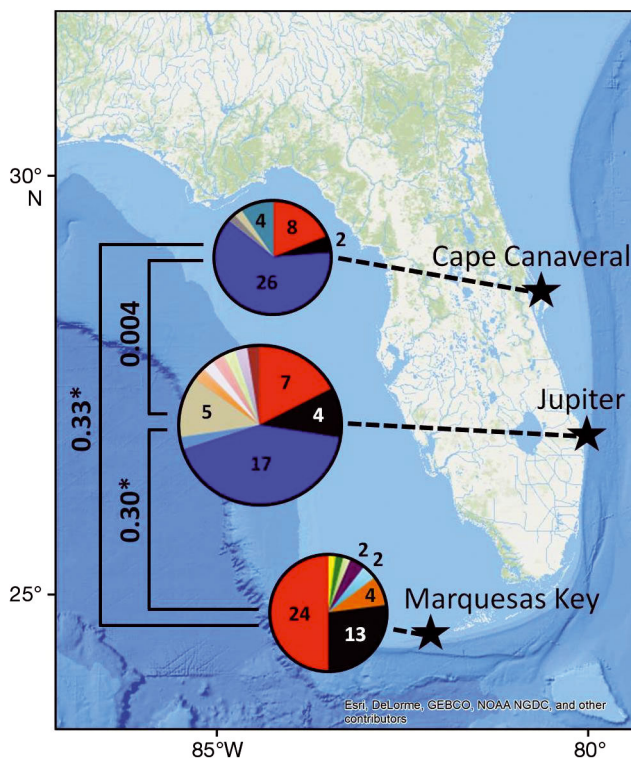 30°
N
4
8
2
26
Cape Canaveral
0.004
7
5
4
17
Jupiter
0.33*
0.30*
2
2
4
24
13
Marquesas Key
25°
Esri, DeLorme, GEBCO, NOAA NGDC, and other
contributors
85°W
80°